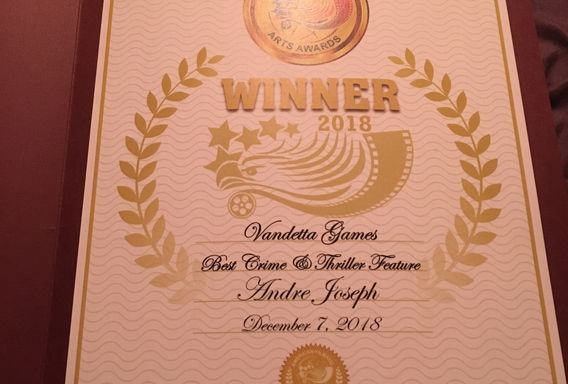 ARTS AWARDS
WINNER
2018
Vandetta Games
Best Crime & Thriller Feature
Andre Joseph
December 7, 2018